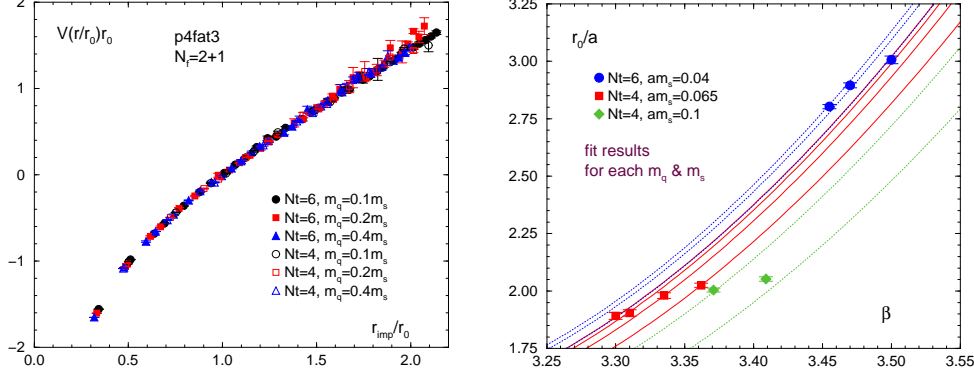 V(r/r0)r0
p4fat3
Nf=2+1
2
1
0
−1
−2
0.0 0.5 1.0 1.5 2.0
Nt=6, mq=0.1ms
Nt=6, mq=0.2ms
Nt=6, mq=0.4ms
Nt=4, mq=0.1ms
Nt=4, mq=0.2ms
Nt=4, mq=0.4ms
rimp/r0
r0/a
3.25
3.00
2.75
2.50
2.25
2.00
1.75
Nt=6, ams=0.04
Nt=4, ams=0.065
Nt=4, ams=0.1
fit results
for each mq & ms
β
3.25 3.30 3.35 3.40 3.45 3.50 3.55